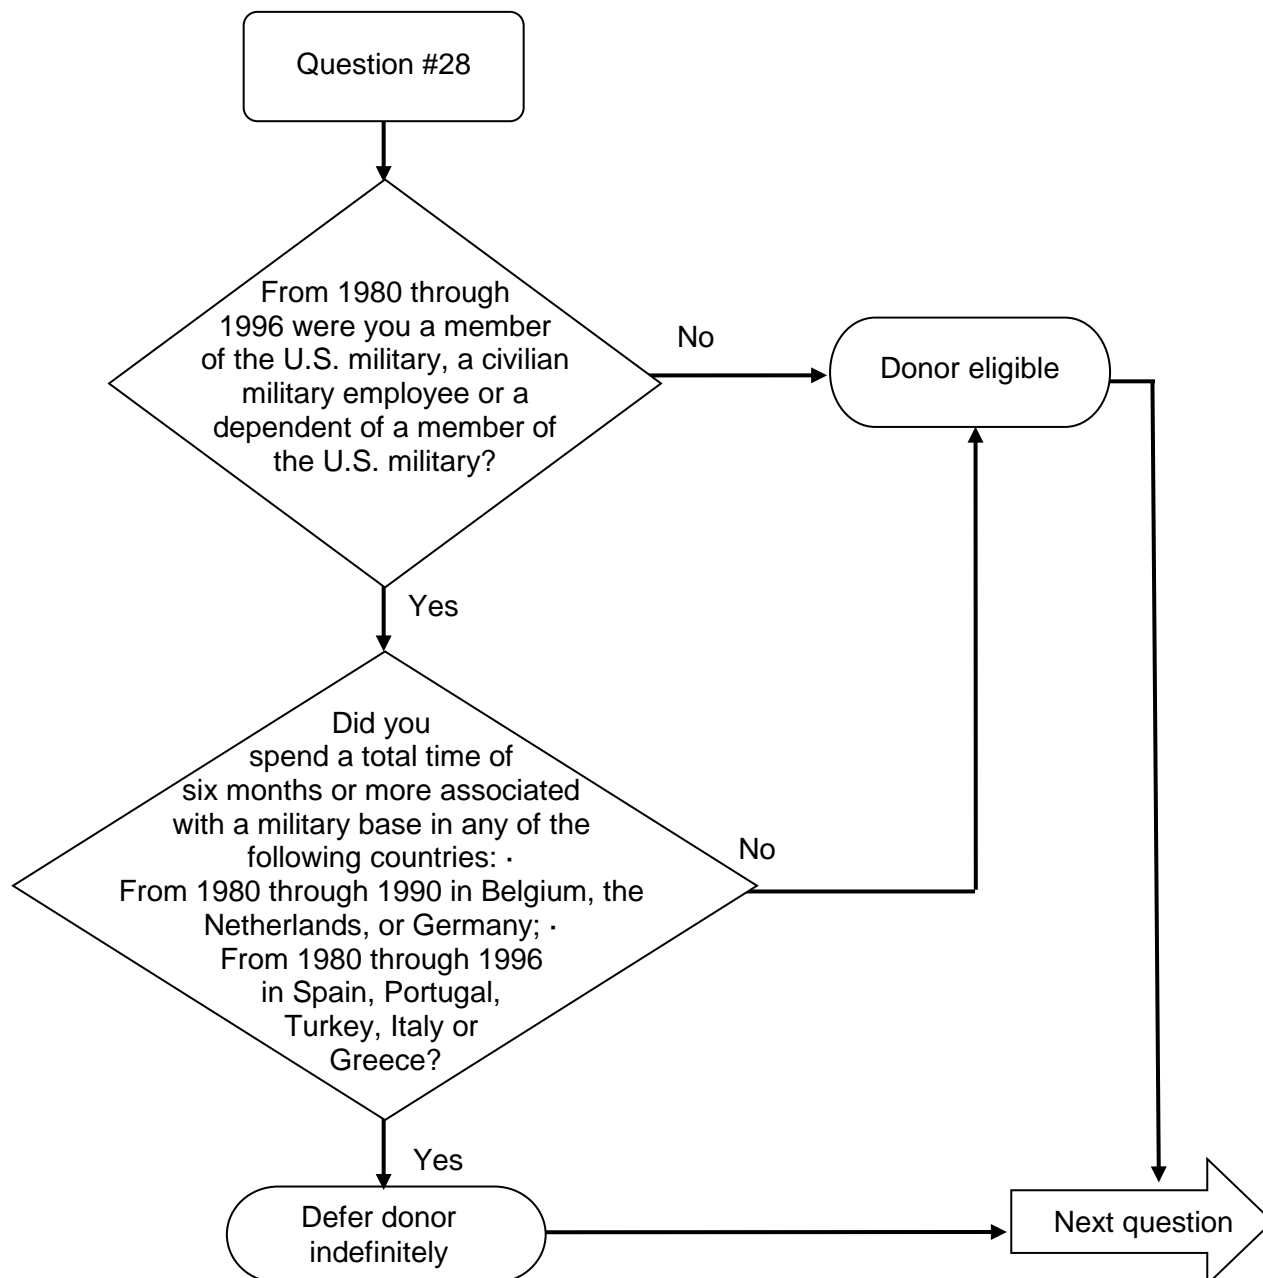 Question #28
From 1980 through
1996 were you a member
of the U.S. military, a civilian
military employee or a
dependent of a member of
the U.S. military?
No
Donor eligible
Yes
Did you
spend a total time of
six months or more associated
with a military base in any of the
following countries: ·
From 1980 through 1990 in Belgium, the
Netherlands, or Germany; ·
From 1980 through 1996
in Spain, Portugal,
Turkey, Italy or
Greece?
No
Yes
Defer donor
indefinitely
Next question